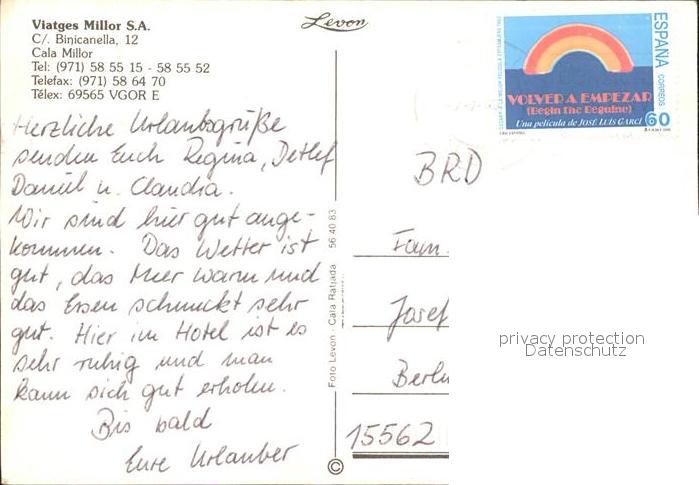 Viatges Millor S.A.
C/. Binicanella, 12
Cala Millor
Tel: (971) 58 55 15 - 58 55 52
Telefax: (971) 58 64 70
Télex: 69565 VGOR E
Levon
Herzliche Urlaubsgrüße
senden Euch Regina, Detlef
Daniel u. Claudia.
Wir sind hier gut ange-
kommen. Das Wetter ist
gut, das Meer warm und
das Essen schmeckt sehr
gut. Hier im Hotel ist es
sehr ruhig und man
kann sich gut erholen.
Bis bald
Eure Urlauber
Foto Levon - Cala Ratjada 56 40 83
©
ESPAÑA
CORREOS
VOLVER A EMPEZAR
(Begin the Beguine)
Una película de JOSÉ LUIS GARCI
60
BRD
Fam.
Josef
Berlin
15562
privacy protection
Datenschutz